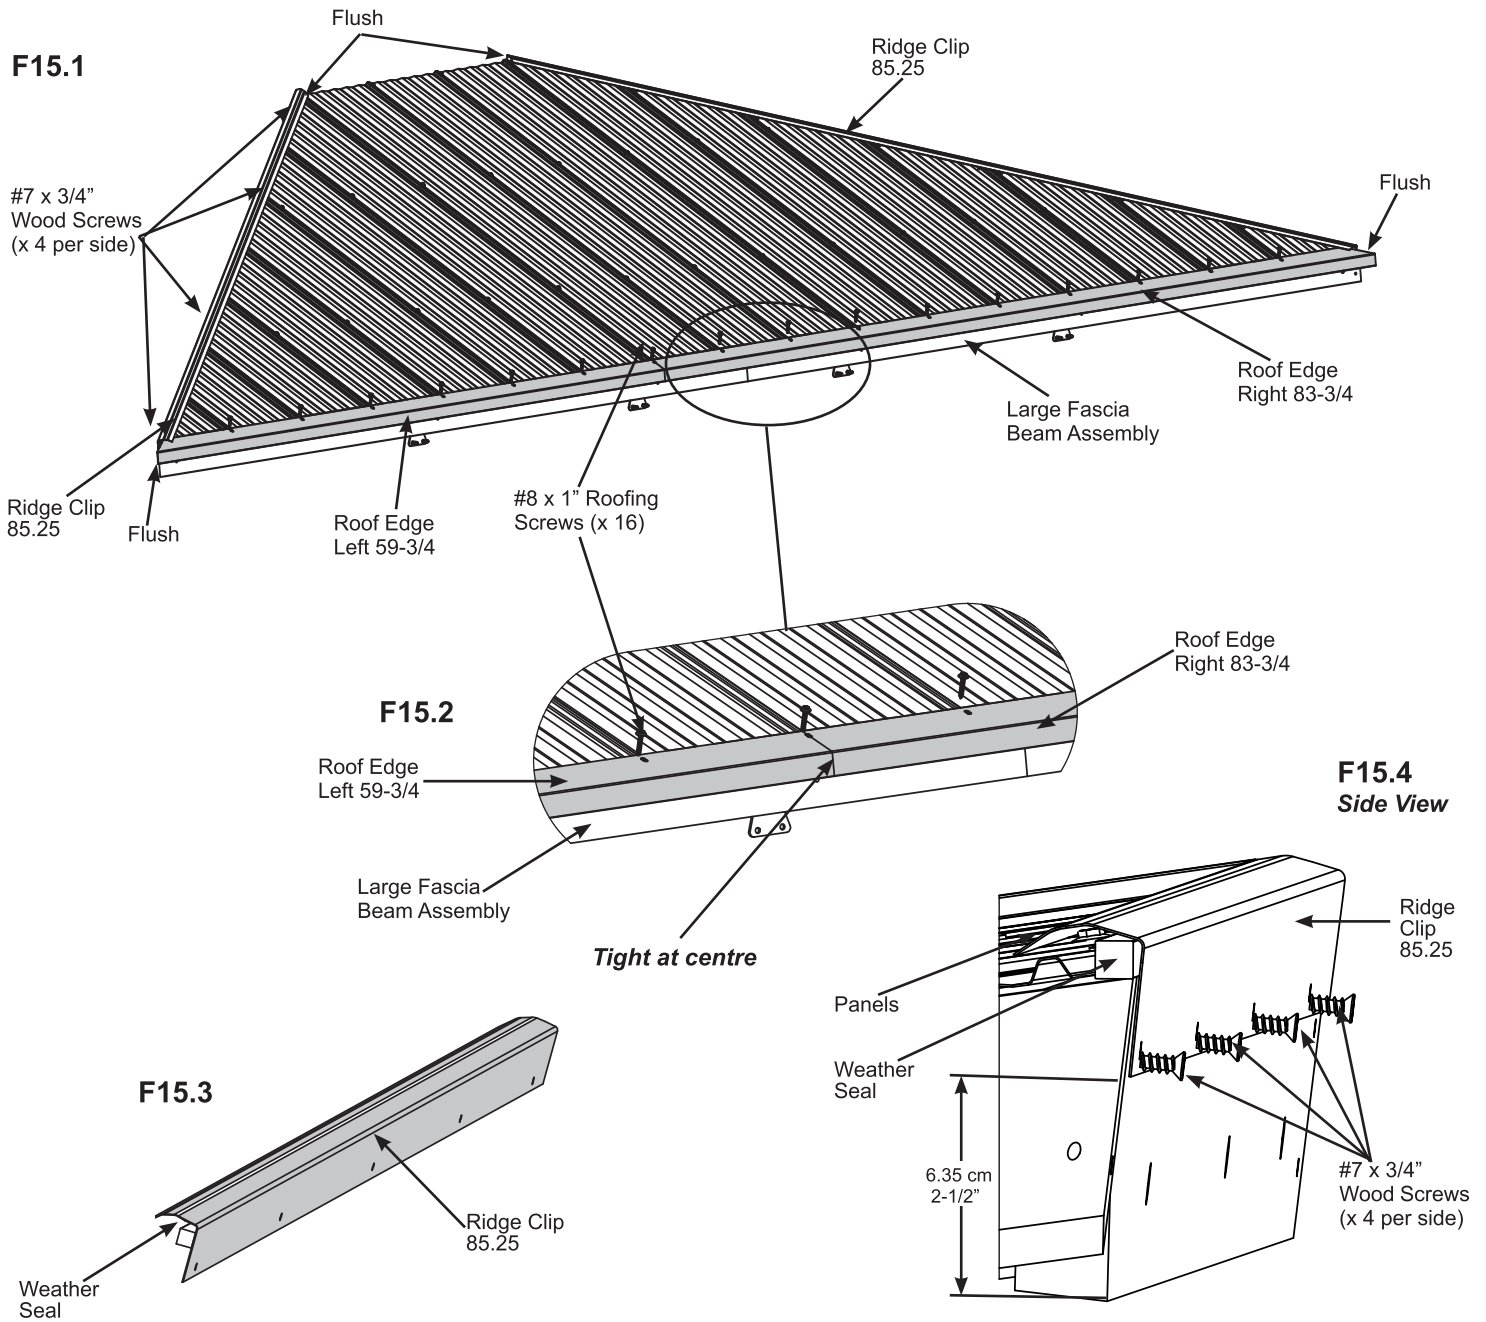 Flush
F15.1
Ridge Clip
85.25
#7 x 3/4”
Wood Screws
(x 4 per side)
Flush
Roof Edge
Right 83-3/4
Large Fascia
Beam Assembly
Ridge Clip
85.25
Flush
Roof Edge
Left 59-3/4
#8 x 1” Roofing
Screws (x 16)
Roof Edge
Right 83-3/4
F15.2
Roof Edge
Left 59-3/4
Large Fascia
Beam Assembly
Tight at centre
F15.4
Side View
Ridge
Clip
85.25
Panels
Weather
Seal
6.35 cm
2-1/2”
#7 x 3/4”
Wood Screws
(x 4 per side)
F15.3
Ridge Clip
85.25
Weather
Seal